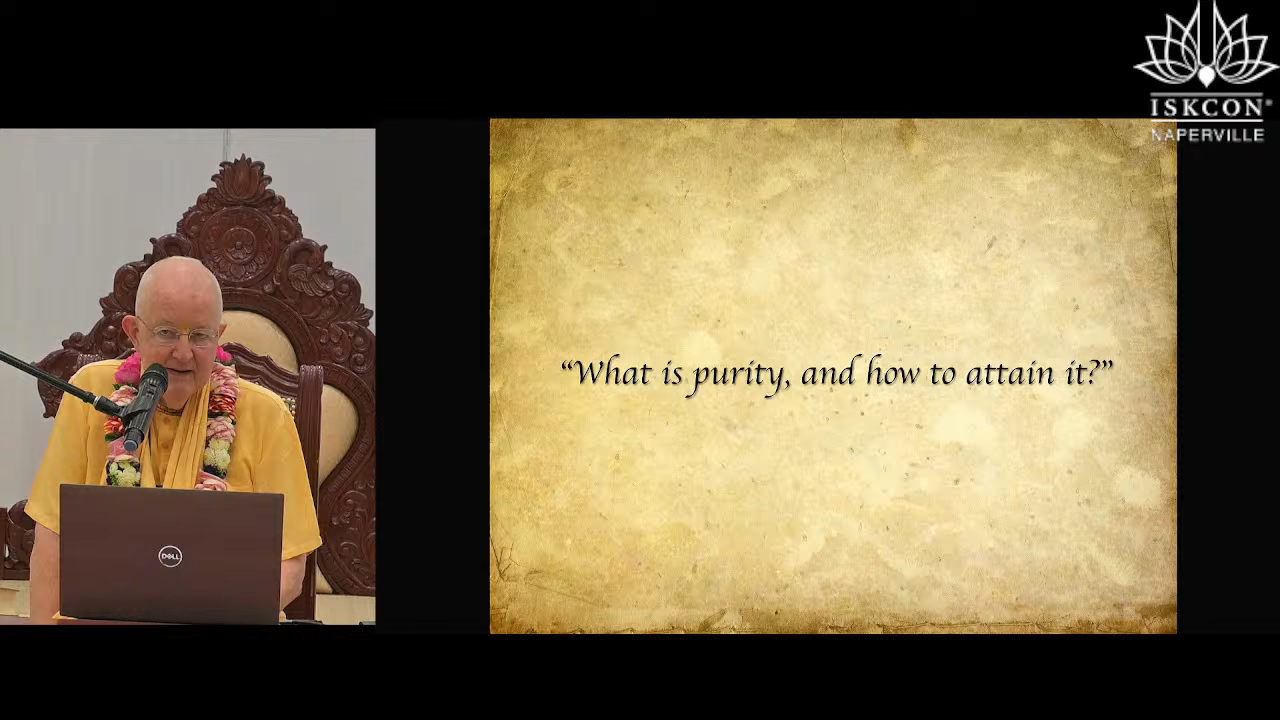 ISKCON®
NAPERVILLE
“What is purity, and how to attain it?”
DELL